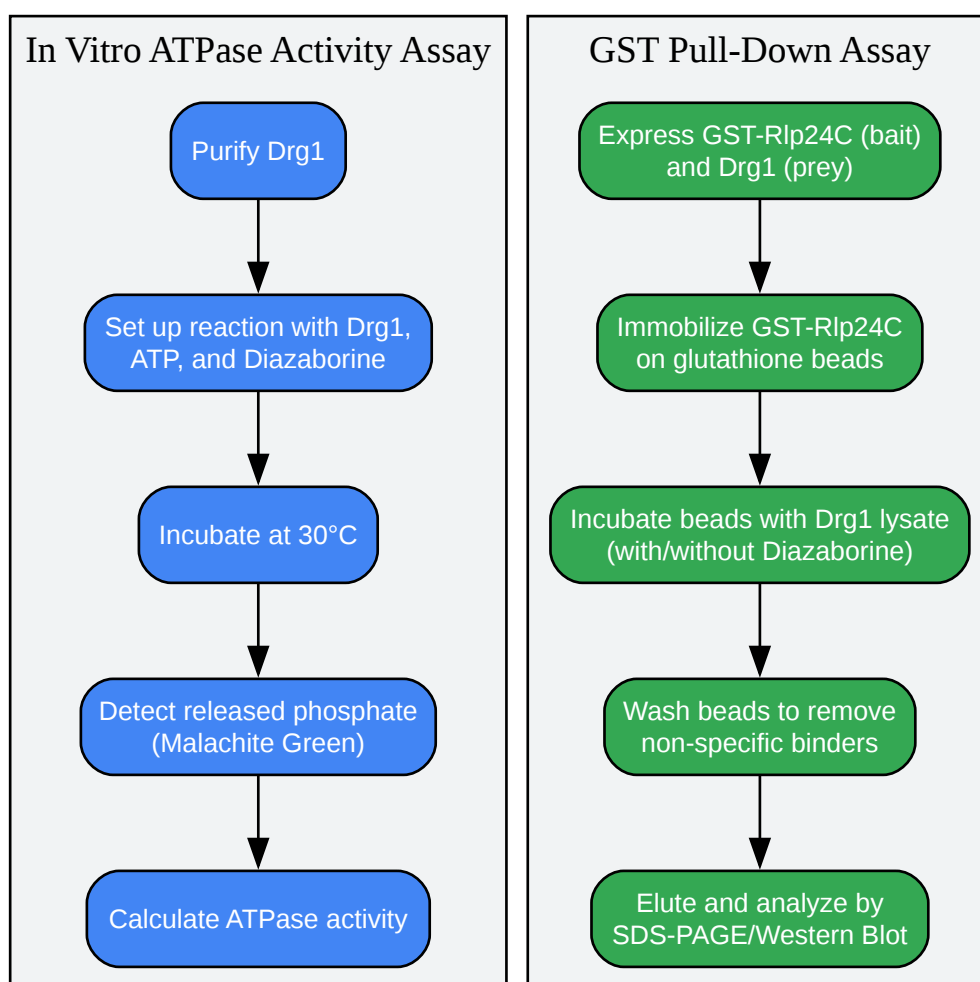 In Vitro ATPase Activity Assay
Purify Drg1
Set up reaction with Drg1,
ATP, and Diazaborine
Incubate at 30°C
Detect released phosphate
(Malachite Green)
Calculate ATPase activity
GST Pull-Down Assay
Express GST-Rlp24C (bait)
and Drg1 (prey)
Immobilize GST-Rlp24C
on glutathione beads
Incubate beads with Drg1 lysate
(with/without Diazaborine)
Wash beads to remove
non-specific binders
Elute and analyze by
SDS-PAGE/Western Blot